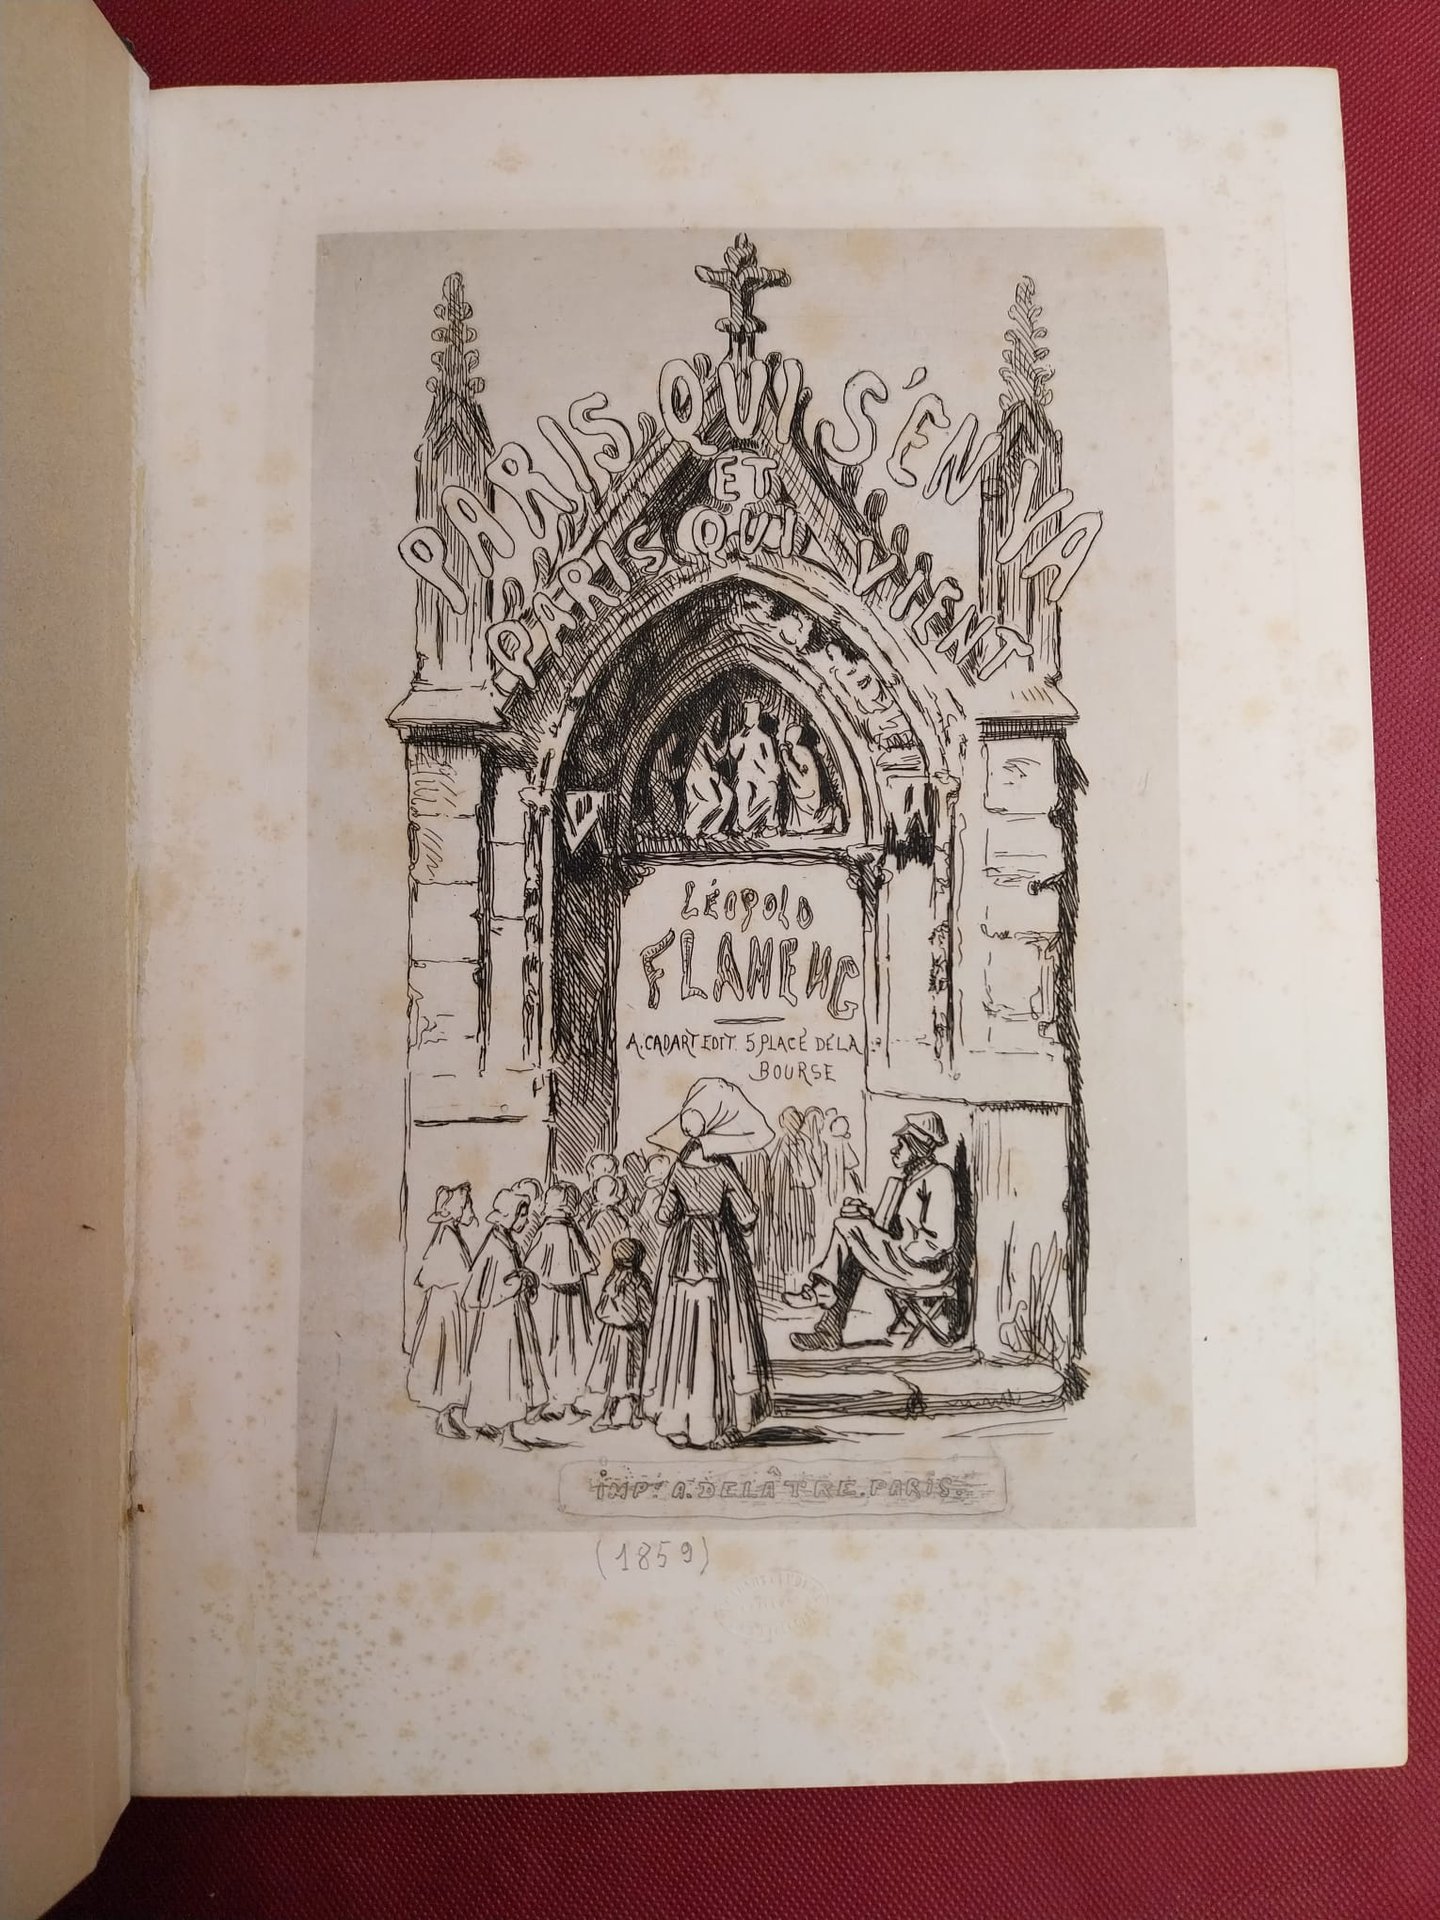 PARIS QUI S'ÉN VA
ET
PARIS QUI VIENT
LÉOPOLD
FLAMENG
A. CADART EDIT. 5 PLACE DE LA
BOURSE
IMP. A. DELÂTRE. PARIS.
(1859)